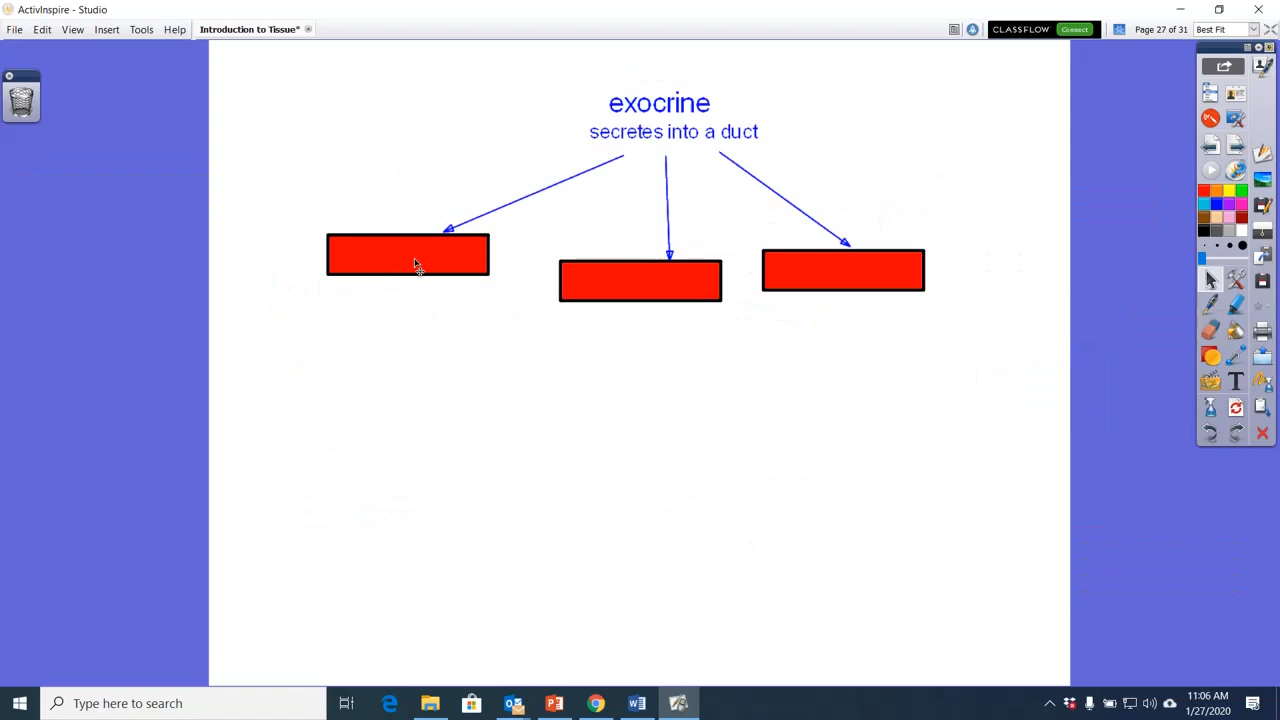 ActivInspire - Studio
File Edit View Insert Tools Help Introduction to Tissue* CLASSFLOW Connect Page 27 of 31 Best Fit
exocrine
secretes into a duct
Type here to search
11:06 AM
1/27/2020